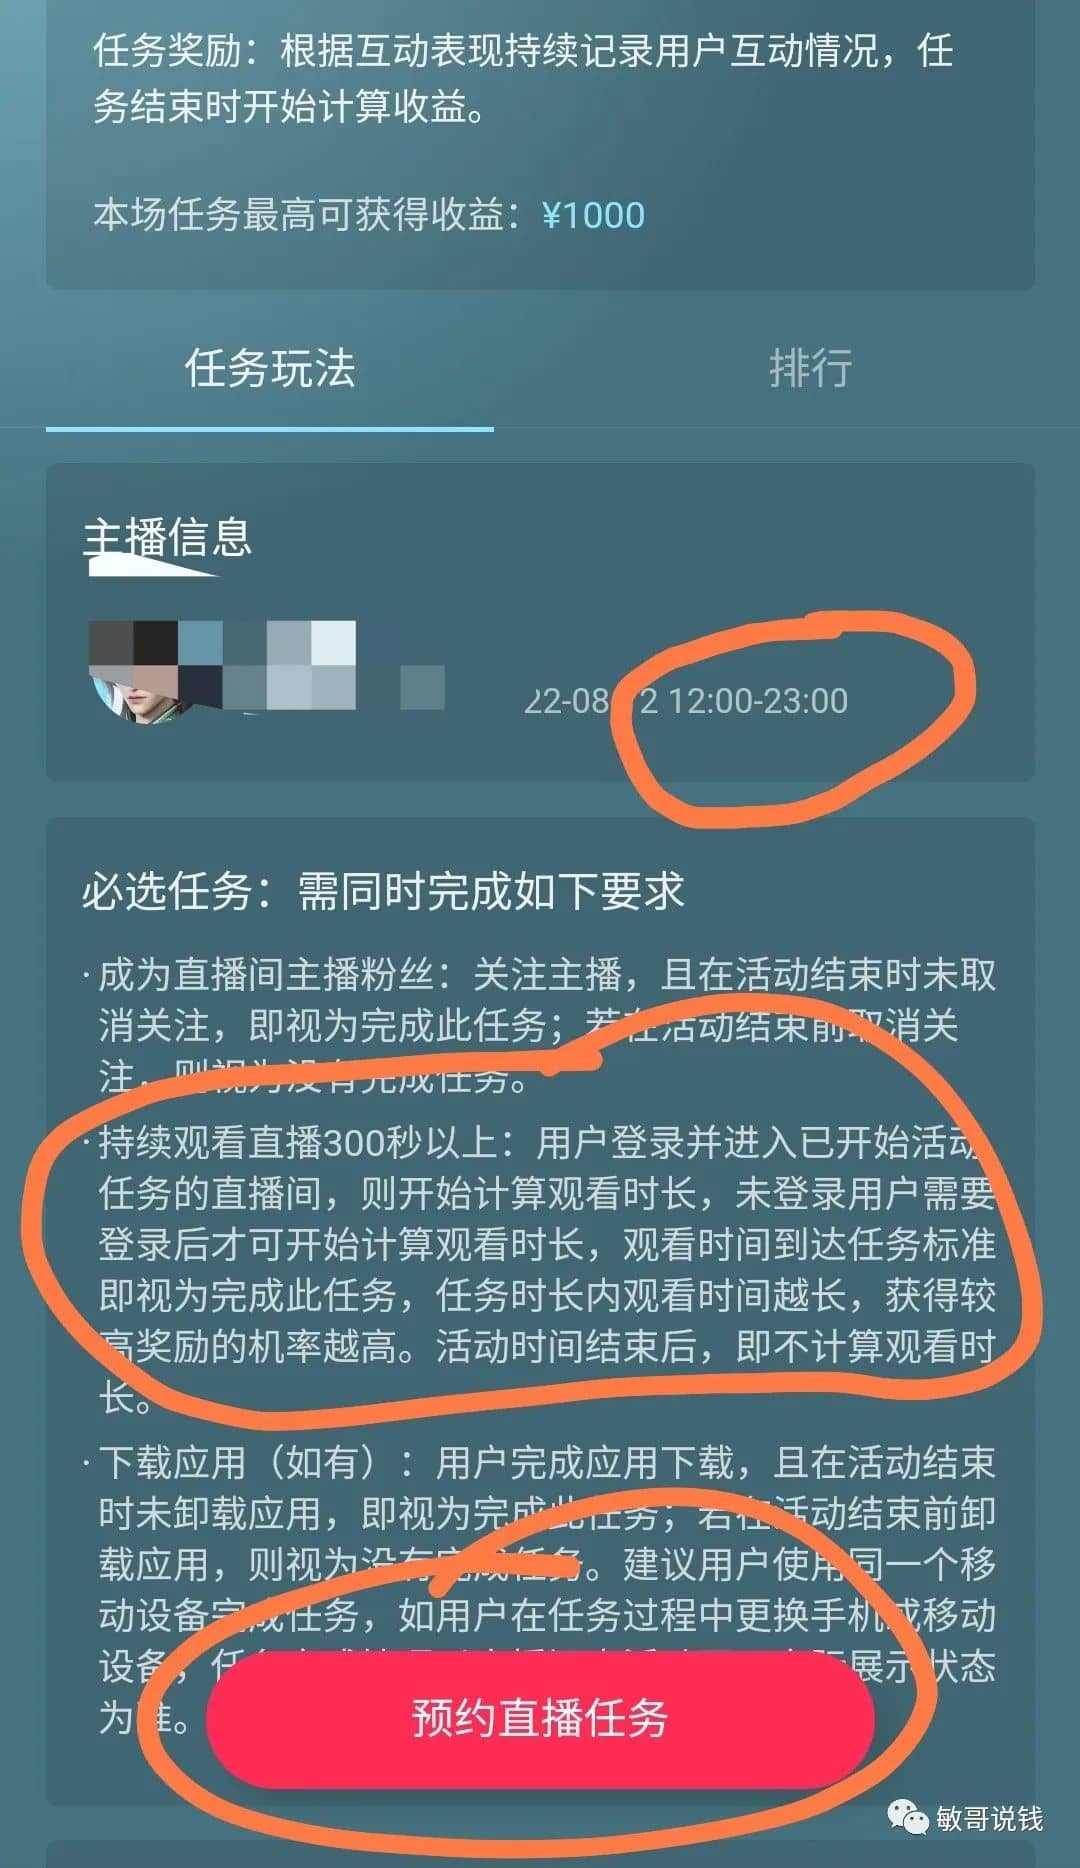 任务奖励：根据互动表现持续记录用户互动情况，任
务结束时开始计算收益。
本场任务最高可获得收益：¥1000
任务玩法
排行
主播信息
22-08 2 12:00-23:00
必选任务：需同时完成如下要求
·成为直播间主播粉丝：关注主播，且在活动结束时未取
消关注，即视为完成此任务；若在活动结束前取消关
注，则视为没有完成任务。
·持续观看直播300秒以上：用户登录并进入已开始活动
任务的直播间，则开始计算观看时长，未登录用户需要
登录后才可开始计算观看时长，观看时间到达任务标准
即视为完成此任务，任务时长内观看时间越长，获得较
高奖励的机率越高。活动时间结束后，即不计算观看时
长。
·下载应用（如有）：用户完成应用下载，且在活动结束
时未卸载应用，即视为完成此任务；若在活动结束前卸
载应用，则视为没有完成任务。建议用户使用同一个移
动设备完成任务，如用户在任务过程中更换手机或移动
设备，任 展示状态
为准。
预约直播任务
敏哥说钱